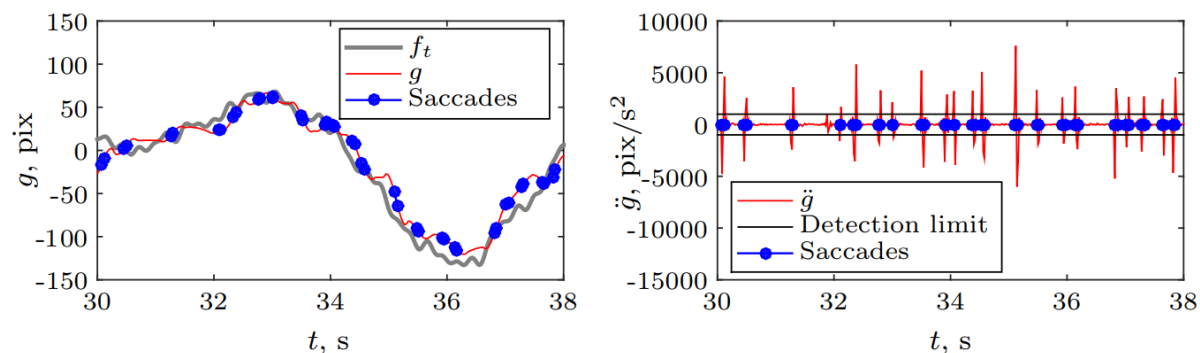 150
100
50
0
-50
-100
-150
g, pix
30
32
34
36
38
t, s
f_t
g
Saccades
10000
5000
0
-5000
-10000
-15000
g̈, pix/s²
30
32
34
36
38
t, s
g̈
Detection limit
Saccades